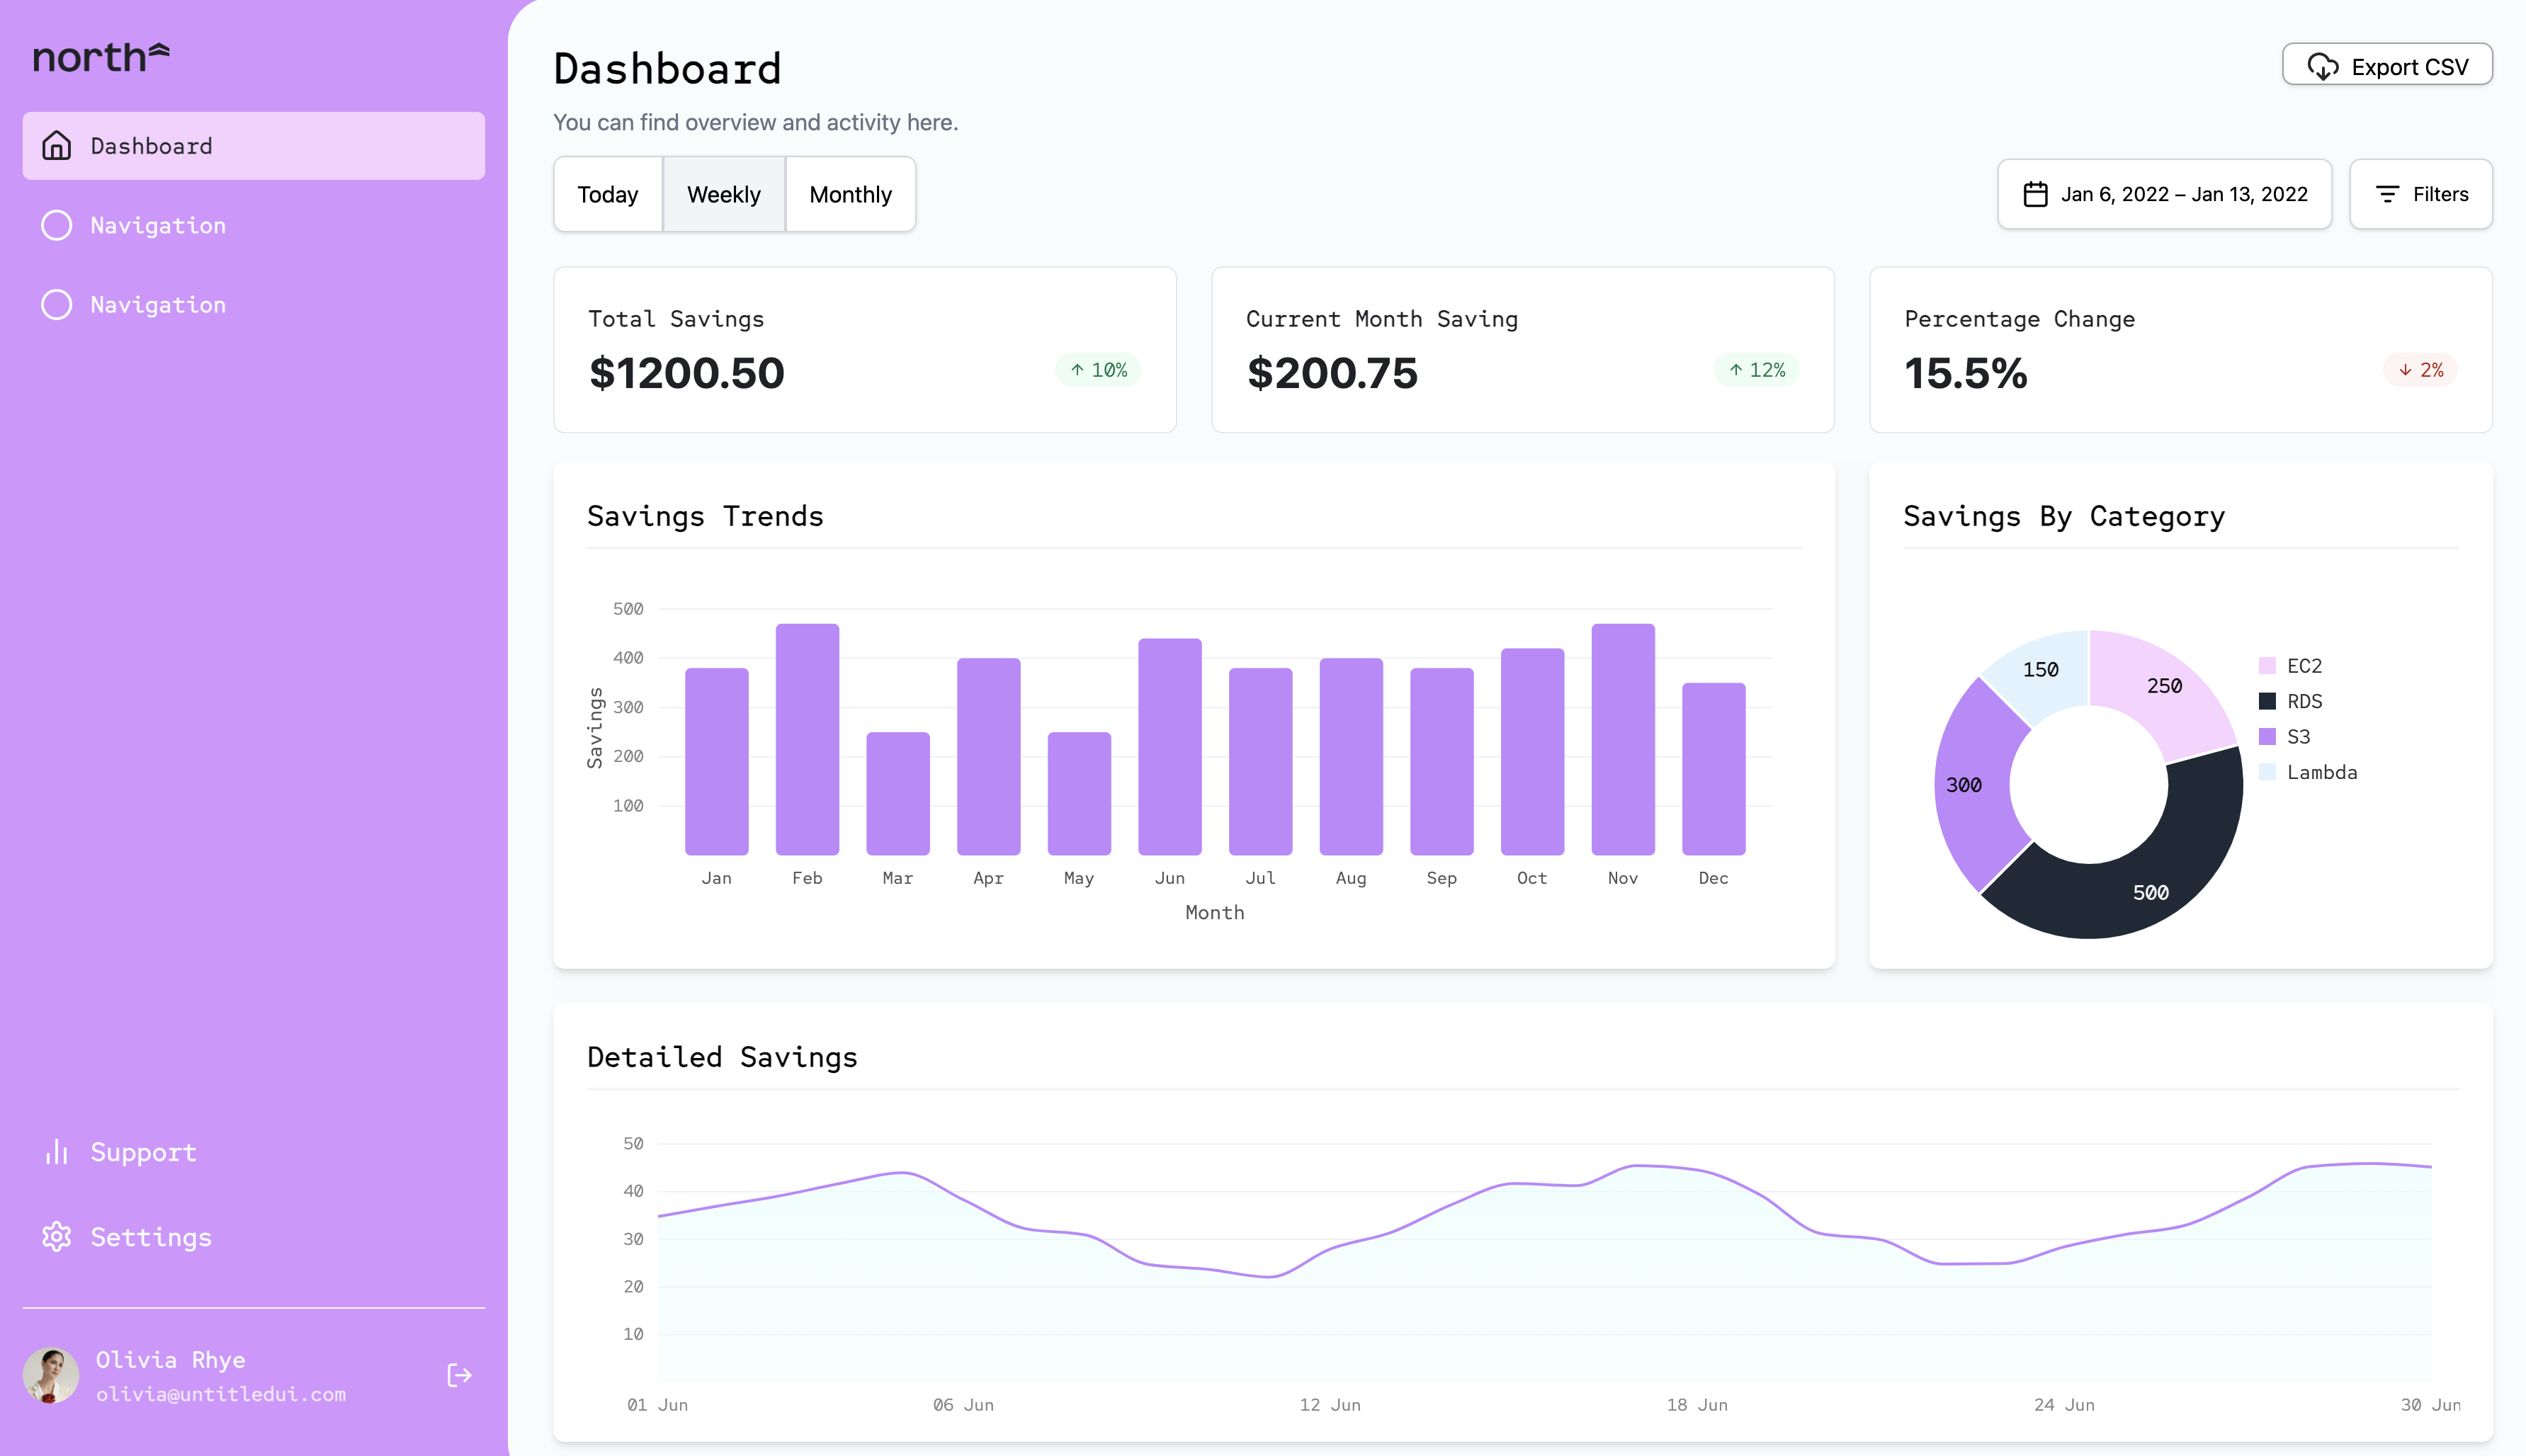 north
Dashboard
Navigation
Navigation
Support
Settings
Olivia Rhye
olivia@untitledui.com
Dashboard
Export CSV
You can find overview and activity here.
Today Weekly Monthly
Jan 6, 2022 – Jan 13, 2022
Filters
Total Savings
$1200.50
↑ 10%
Current Month Saving
$200.75
↑ 12%
Percentage Change
15.5%
↓ 2%
Savings Trends
Savings
500
400
300
200
100
Jan Feb Mar Apr May Jun Jul Aug Sep Oct Nov Dec
Month
Savings By Category
150
250
300
500
EC2
RDS
S3
Lambda
Detailed Savings
50
40
30
20
10
01 Jun 06 Jun 12 Jun 18 Jun 24 Jun 30 Jun